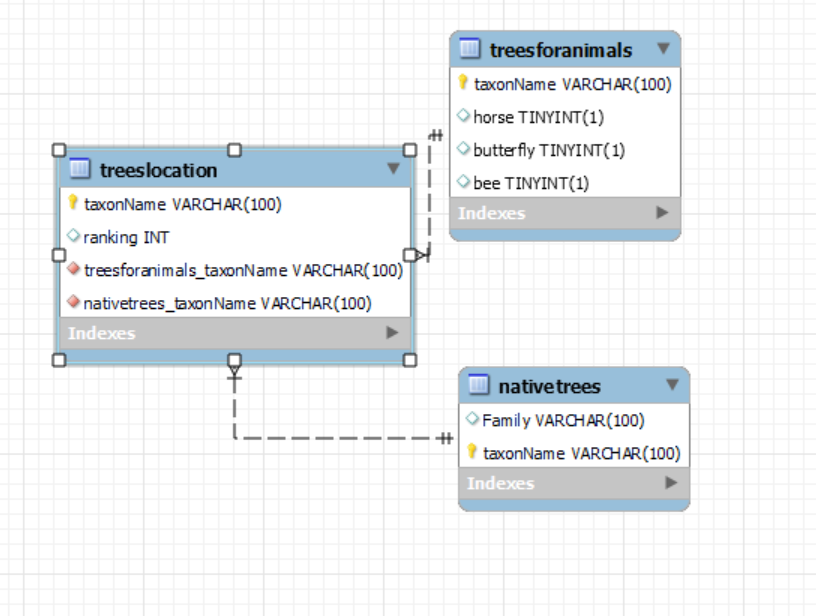 treesforanimals
taxonName VARCHAR(100)
horse TINYINT(1)
butterfly TINYINT(1)
bee TINYINT(1)
Indexes
treeslocation
taxonName VARCHAR(100)
ranking INT
treesforanimals_taxonName VARCHAR(100)
nativetrees_taxonName VARCHAR(100)
Indexes
nativetrees
Family VARCHAR(100)
taxonName VARCHAR(100)
Indexes